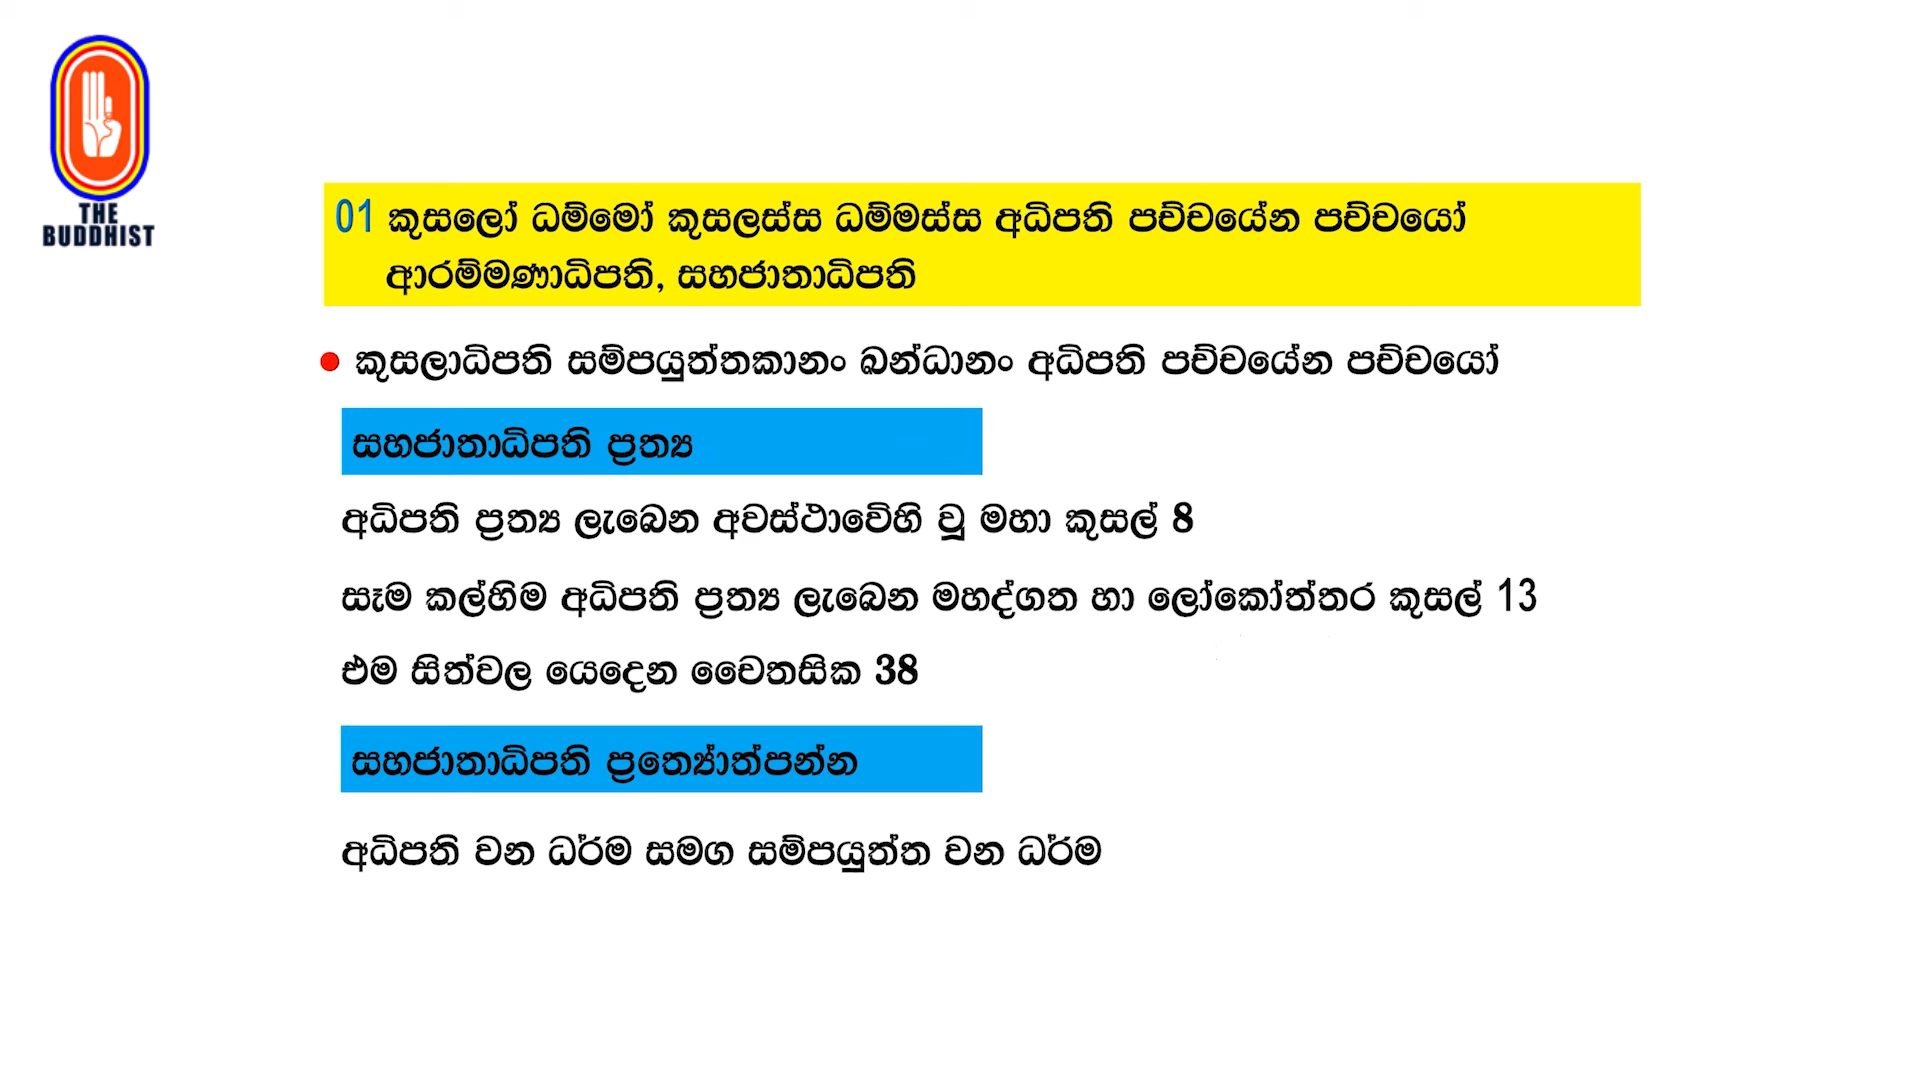 THE
BUDDHIST
01 කුසලෝ ධම්මෝ කුසලස්ස ධම්මස්ස අධිපති පච්චයේන පච්චයෝ
ආරම්මණාධිපති, සහජාතාධිපති
• කුසලාධිපති සම්පයුත්තකානං ඛන්ධානං අධිපති පච්චයේන පච්චයෝ
සහජාතාධිපති ප්‍රත්‍ය
අධිපති ප්‍රත්‍ය ලැබෙන අවස්ථාවෙිහි වූ මහා කුසල් 8
සෑම කල්හිම අධිපති ප්‍රත්‍ය ලැබෙන මහද්ගත හා ලෝකෝත්තර කුසල් 13
එම සිත්වල යෙදෙන චෛතසික 38
සහජාතාධිපති ප්‍රත්‍යෝත්පන්න
අධිපති වන ධර්ම සමග සම්පයුත්ත වන ධර්ම